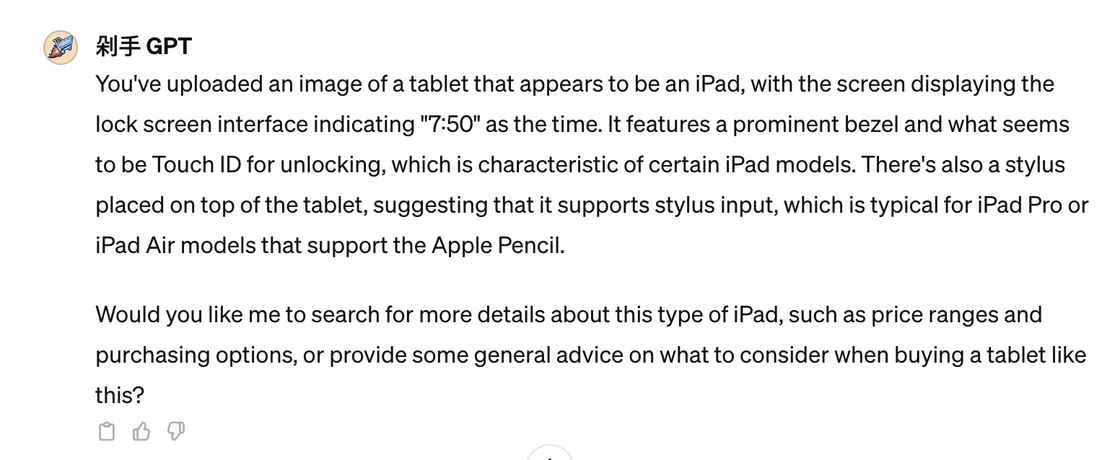 剁手 GPT
You've uploaded an image of a tablet that appears to be an iPad, with the screen displaying the
lock screen interface indicating "7:50" as the time. It features a prominent bezel and what seems
to be Touch ID for unlocking, which is characteristic of certain iPad models. There's also a stylus
placed on top of the tablet, suggesting that it supports stylus input, which is typical for iPad Pro or
iPad Air models that support the Apple Pencil.
Would you like me to search for more details about this type of iPad, such as price ranges and
purchasing options, or provide some general advice on what to consider when buying a tablet like
this?